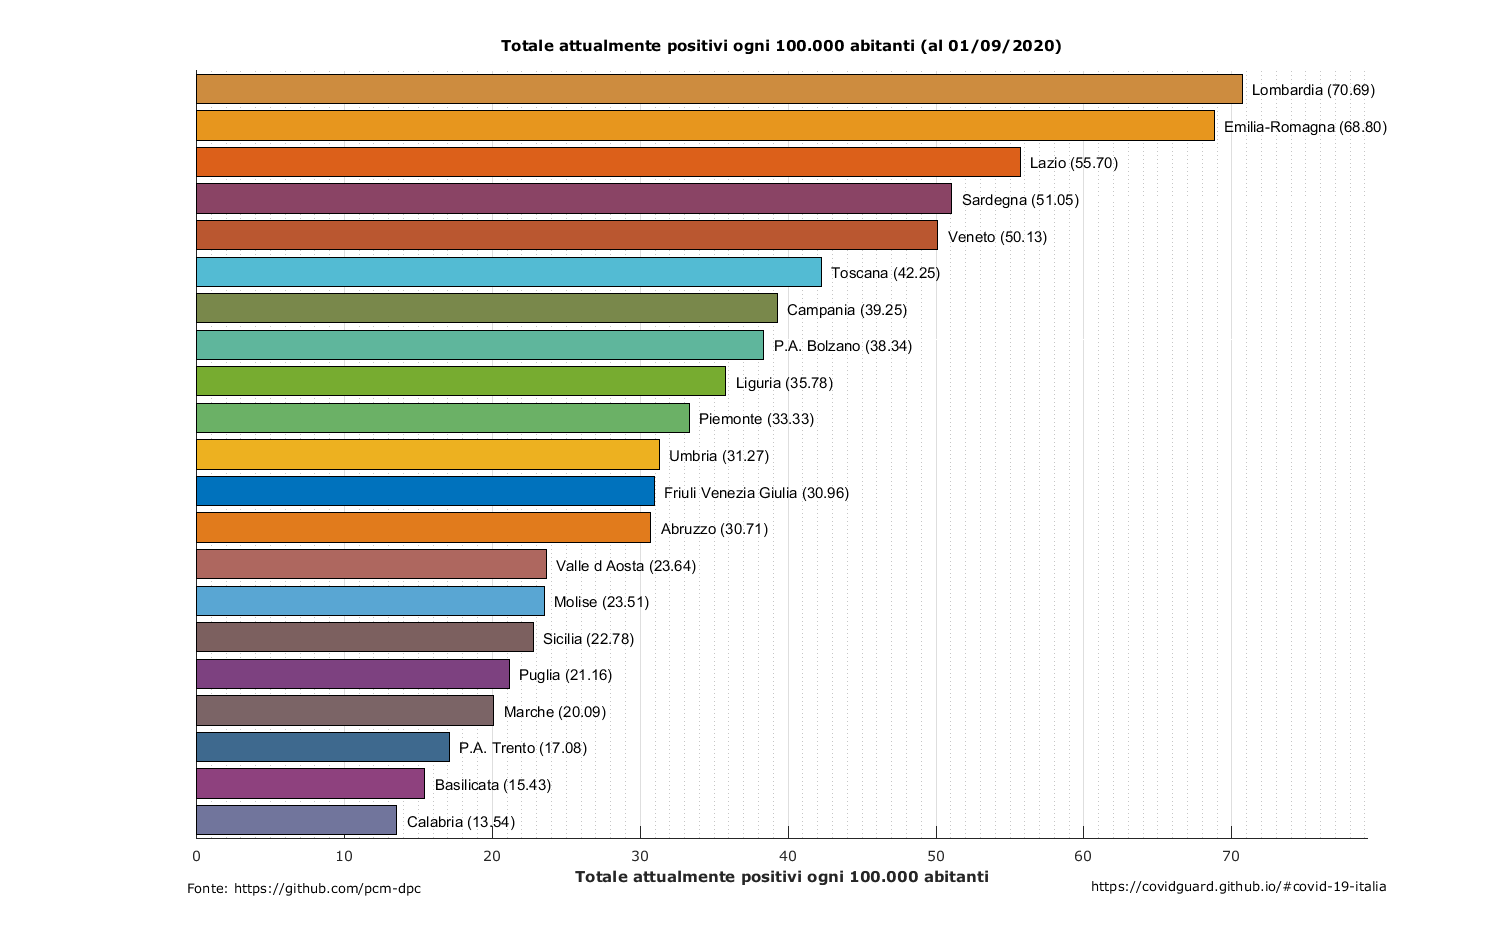 Totale attualmente positivi ogni 100.000 abitanti (al 01/09/2020)
Lombardia (70.69)
Emilia-Romagna (68.80)
Lazio (55.70)
Sardegna (51.05)
Veneto (50.13)
Toscana (42.25)
Campania (39.25)
P.A. Bolzano (38.34)
Liguria (35.78)
Piemonte (33.33)
Umbria (31.27)
Friuli Venezia Giulia (30.96)
Abruzzo (30.71)
Valle d Aosta (23.64)
Molise (23.51)
Sicilia (22.78)
Puglia (21.16)
Marche (20.09)
P.A. Trento (17.08)
Basilicata (15.43)
Calabria (13.54)
0 10 20 30 40 50 60 70
Totale attualmente positivi ogni 100.000 abitanti
Fonte: https://github.com/pcm-dpc
https://covidguard.github.io/#covid-19-italia